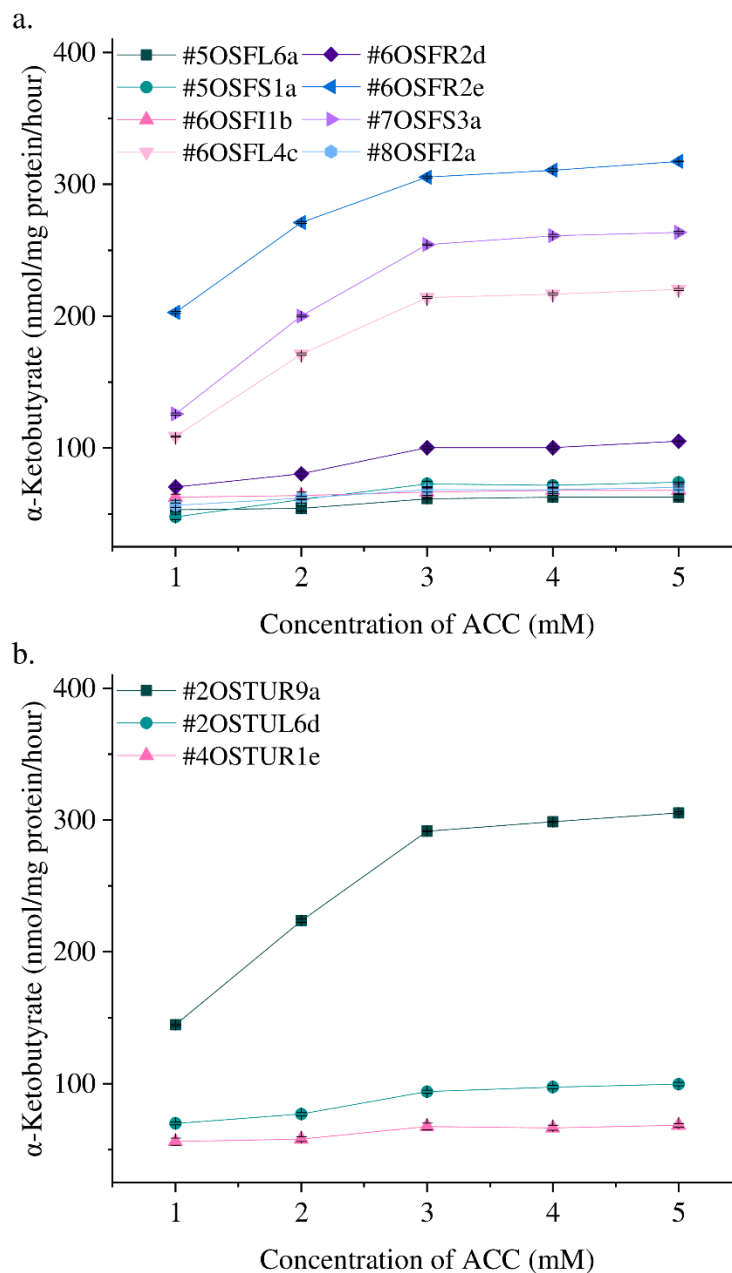 a.
α-Ketobutyrate (nmol/mg protein/hour)
400
300
200
100
#5OSFL6a
#5OSFS1a
#6OSFI1b
#6OSFL4c
#6OSFR2d
#6OSFR2e
#7OSFS3a
#8OSFI2a
1 2 3 4 5
Concentration of ACC (mM)
b.
α-Ketobutyrate (nmol/mg protein/hour)
400
300
200
100
#2OSTUR9a
#2OSTUL6d
#4OSTUR1e
1 2 3 4 5
Concentration of ACC (mM)